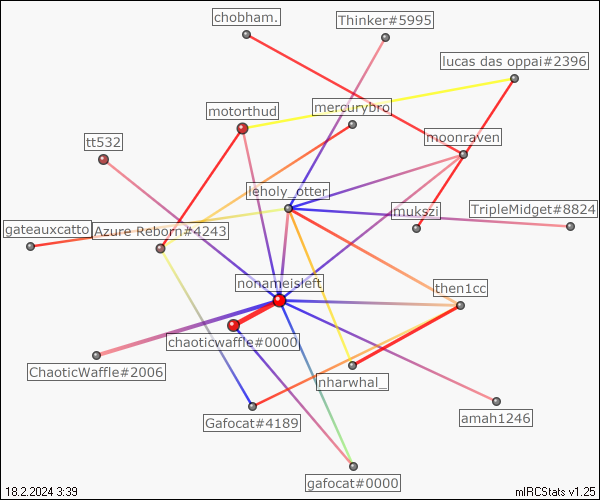 chobham.
Thinker#5995
lucas das oppai#2396
mercurybro
motorthud
moonraven
tt532
leholy_otter
mukszi
TripleMidget#8824
gateauxcatto
Azure Reborn#4243
nonameisleft
then1cc
chaoticwaffle#0000
ChaoticWaffle#2006
nharwhal_
Gafocat#4189
amah1246
gafocat#0000
18.2.2024 3:39
mIRCStats v1.25